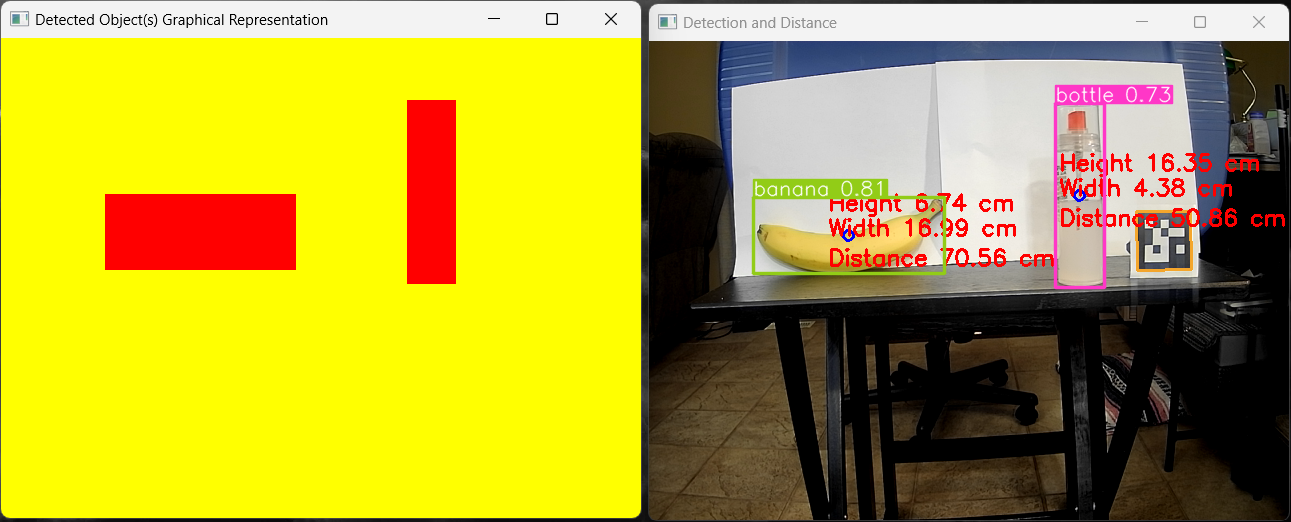 Detected Object(s) Graphical Representation
Detection and Distance
bottle 0.73
Height 16.35 cm
Width 4.38 cm
Distance 50.86 cm
banana 0.81
Height 6.74 cm
Width 16.99 cm
Distance 70.56 cm